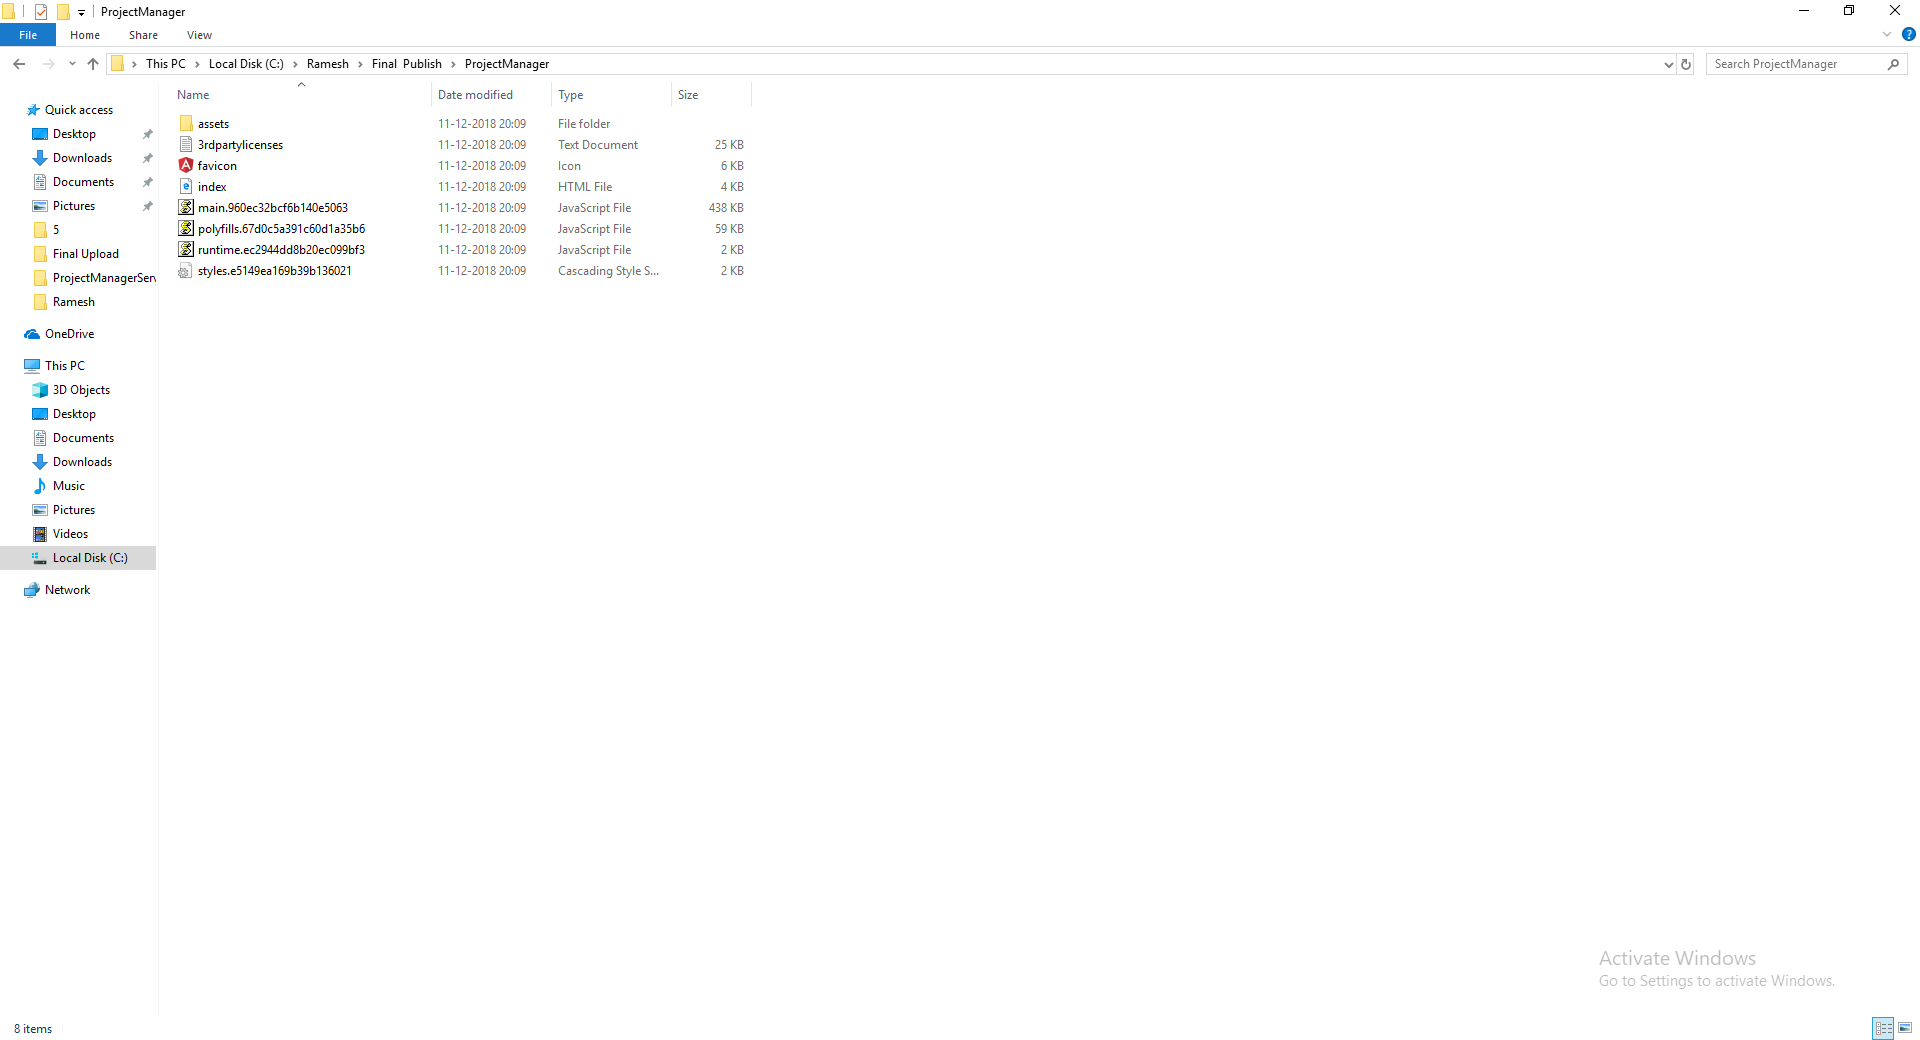 ProjectManager
File Home Share View
This PC Local Disk (C:) Ramesh Final Publish ProjectManager
Search ProjectManager
Name Date modified Type Size
Quick access
Desktop
Downloads
Documents
Pictures
5
Final Upload
ProjectManagerServ
Ramesh
OneDrive
This PC
3D Objects
Desktop
Documents
Downloads
Music
Pictures
Videos
Local Disk (C:)
Network
assets 11-12-2018 20:09 File folder
3rdpartylicenses 11-12-2018 20:09 Text Document 25 KB
favicon 11-12-2018 20:09 Icon 6 KB
index 11-12-2018 20:09 HTML File 4 KB
main.960ec32bcf6b140e5063 11-12-2018 20:09 JavaScript File 438 KB
polyfills.67d0c5a391c60d1a35b6 11-12-2018 20:09 JavaScript File 59 KB
runtime.ec2944dd8b20ec099bf3 11-12-2018 20:09 JavaScript File 2 KB
styles.e5149ea169b39b136021 11-12-2018 20:09 Cascading Style S... 2 KB
Activate Windows
Go to Settings to activate Windows.
8 items